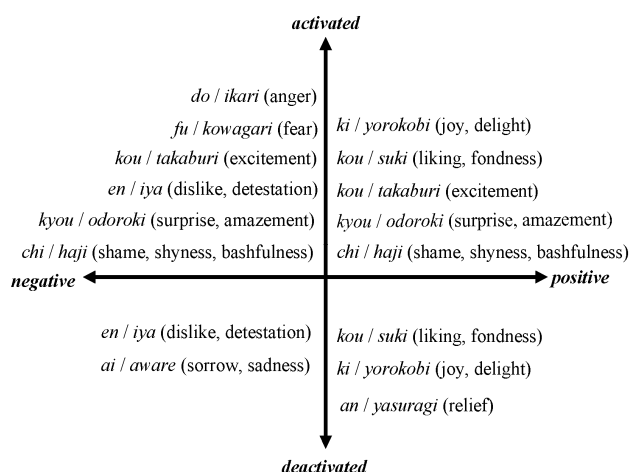 activated
do / ikari (anger)
fu / kowagari (fear)
kou / takaburi (excitement)
en / iya (dislike, detestation)
kyou / odoroki (surprise, amazement)
chi / haji (shame, shyness, bashfulness)
ki / yorokobi (joy, delight)
kou / suki (liking, fondness)
kou / takaburi (excitement)
kyou / odoroki (surprise, amazement)
chi / haji (shame, shyness, bashfulness)
negative
positive
en / iya (dislike, detestation)
ai / aware (sorrow, sadness)
kou / suki (liking, fondness)
ki / yorokobi (joy, delight)
an / yasuragi (relief)
deactivated